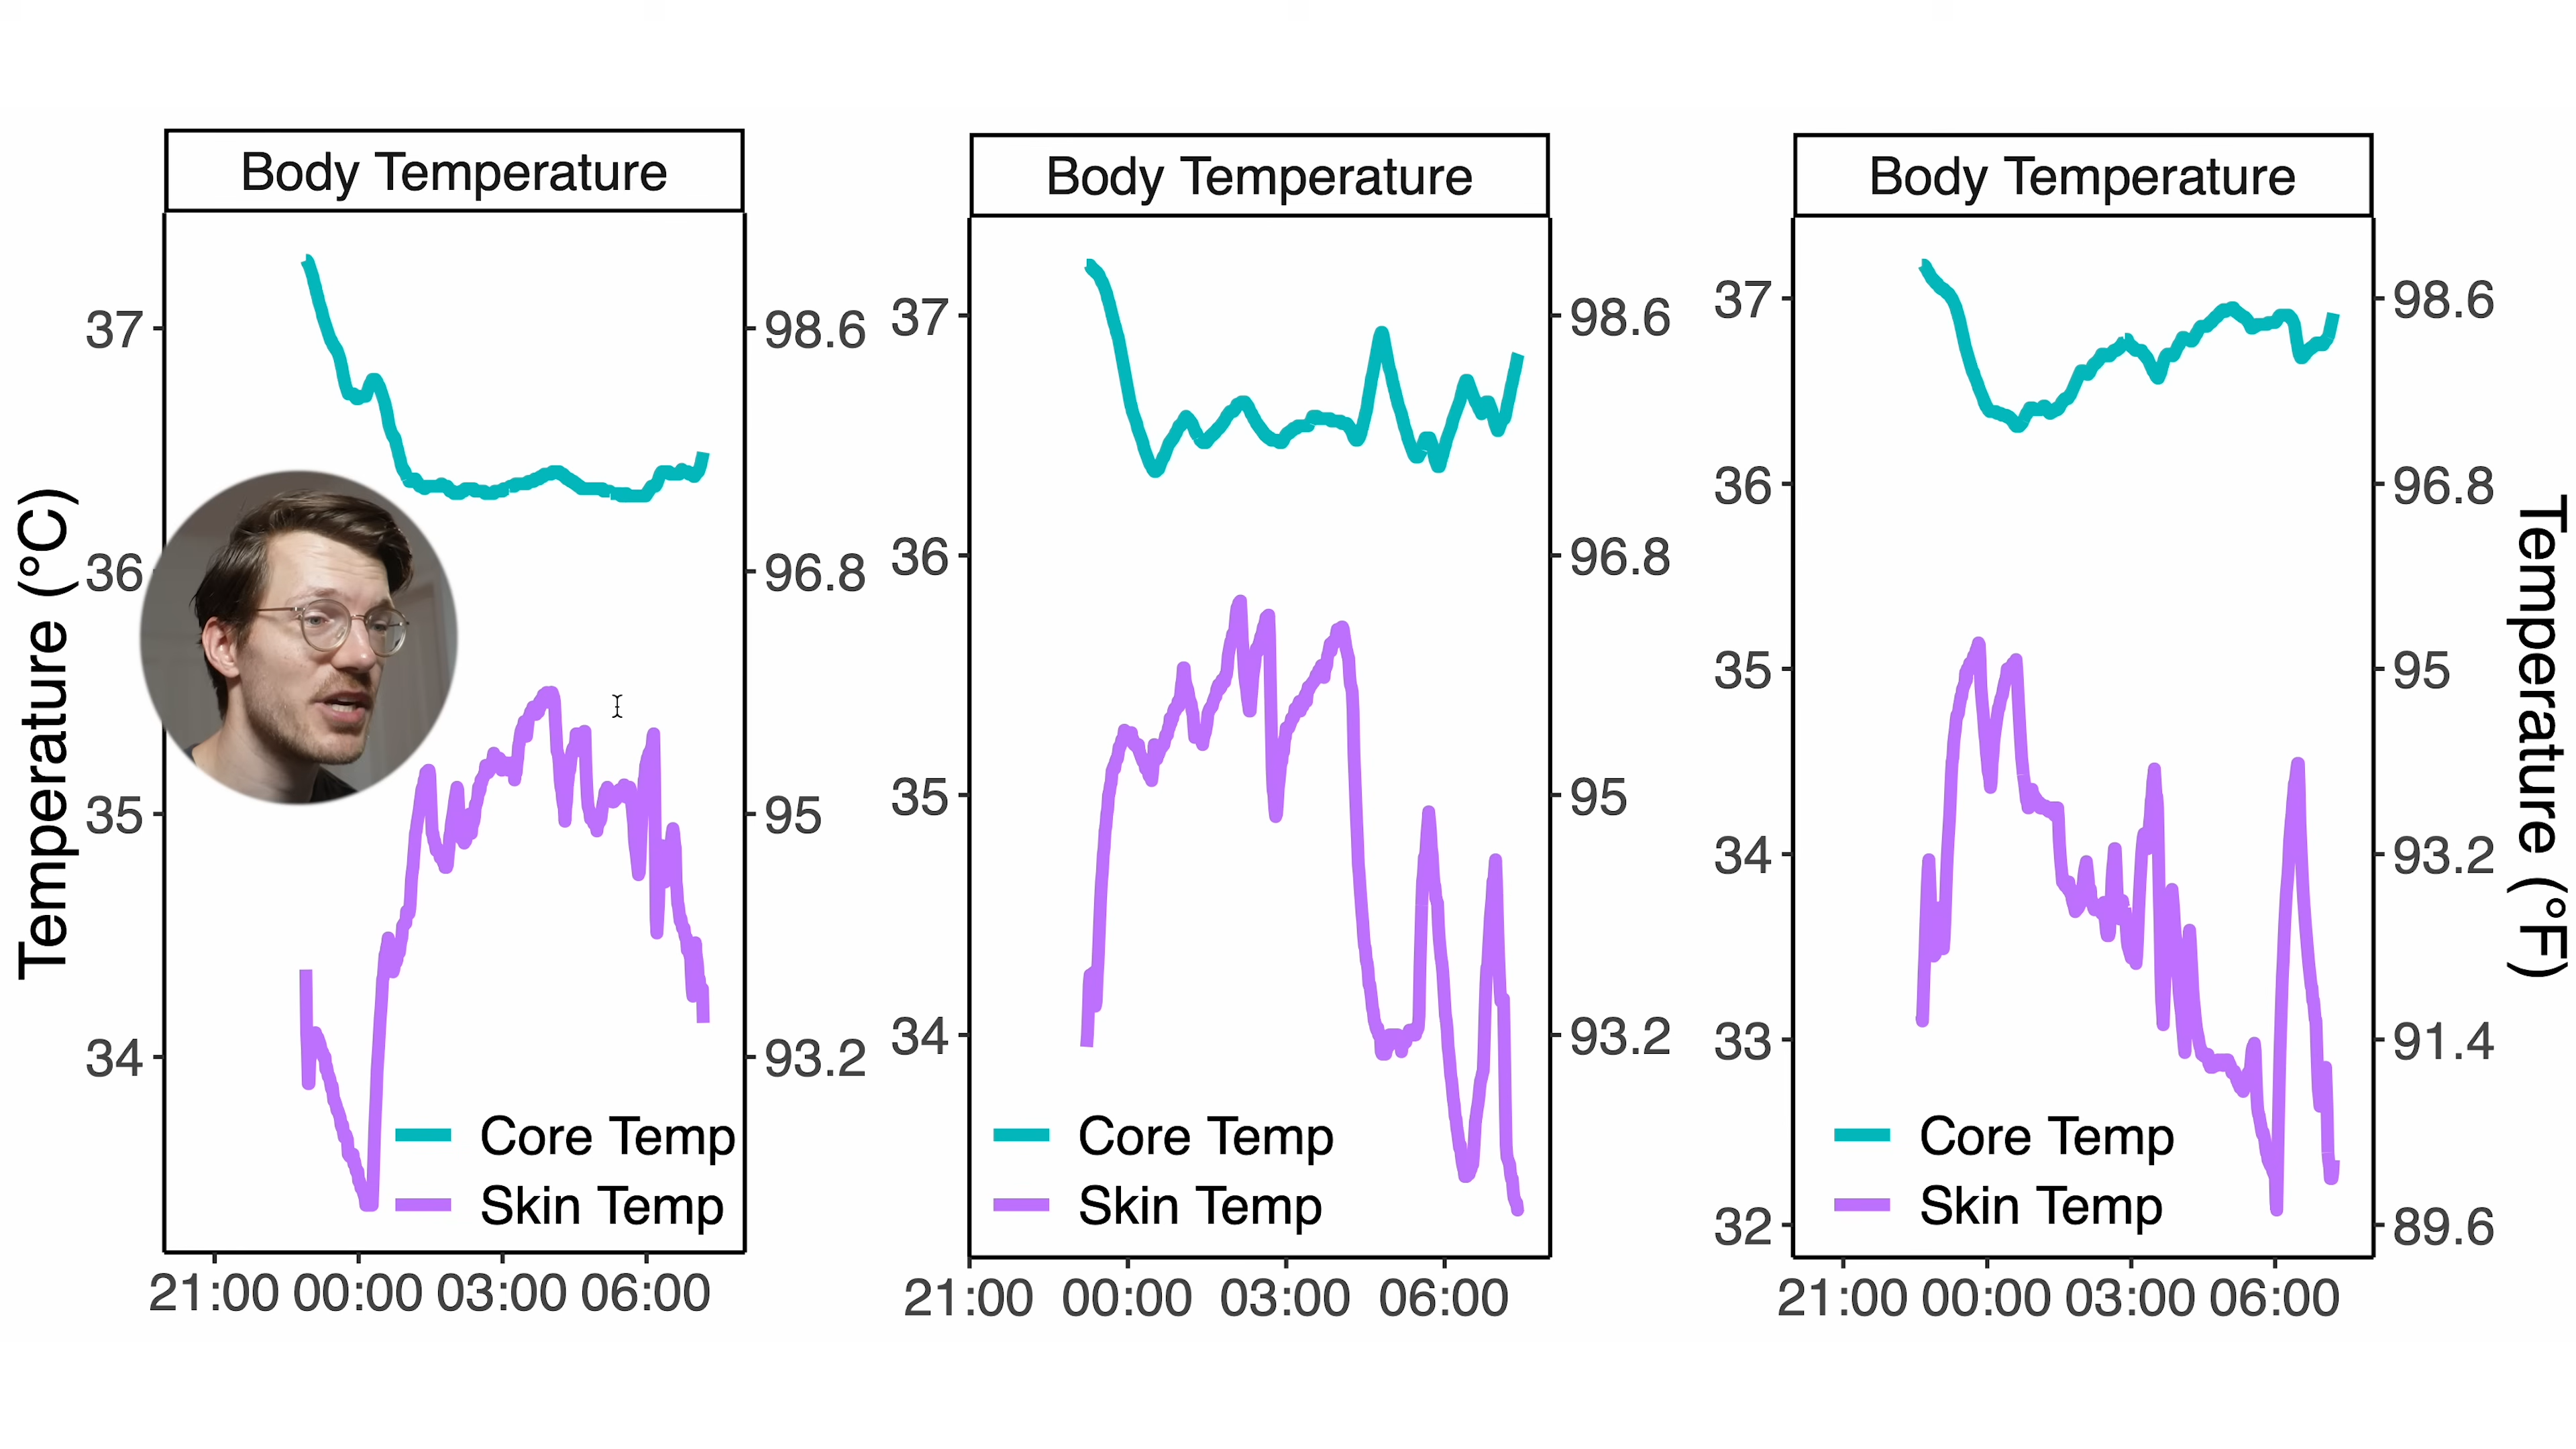 Body Temperature
37
36
35
34
98.6
96.8
95
93.2
Temperature (°C)
Core Temp
Skin Temp
21:00 00:00 03:00 06:00
Body Temperature
37
36
35
34
98.6
96.8
95
93.2
Core Temp
Skin Temp
21:00 00:00 03:00 06:00
Body Temperature
37
36
35
34
33
32
98.6
96.8
95
93.2
91.4
89.6
Temperature (°F)
Core Temp
Skin Temp
21:00 00:00 03:00 06:00